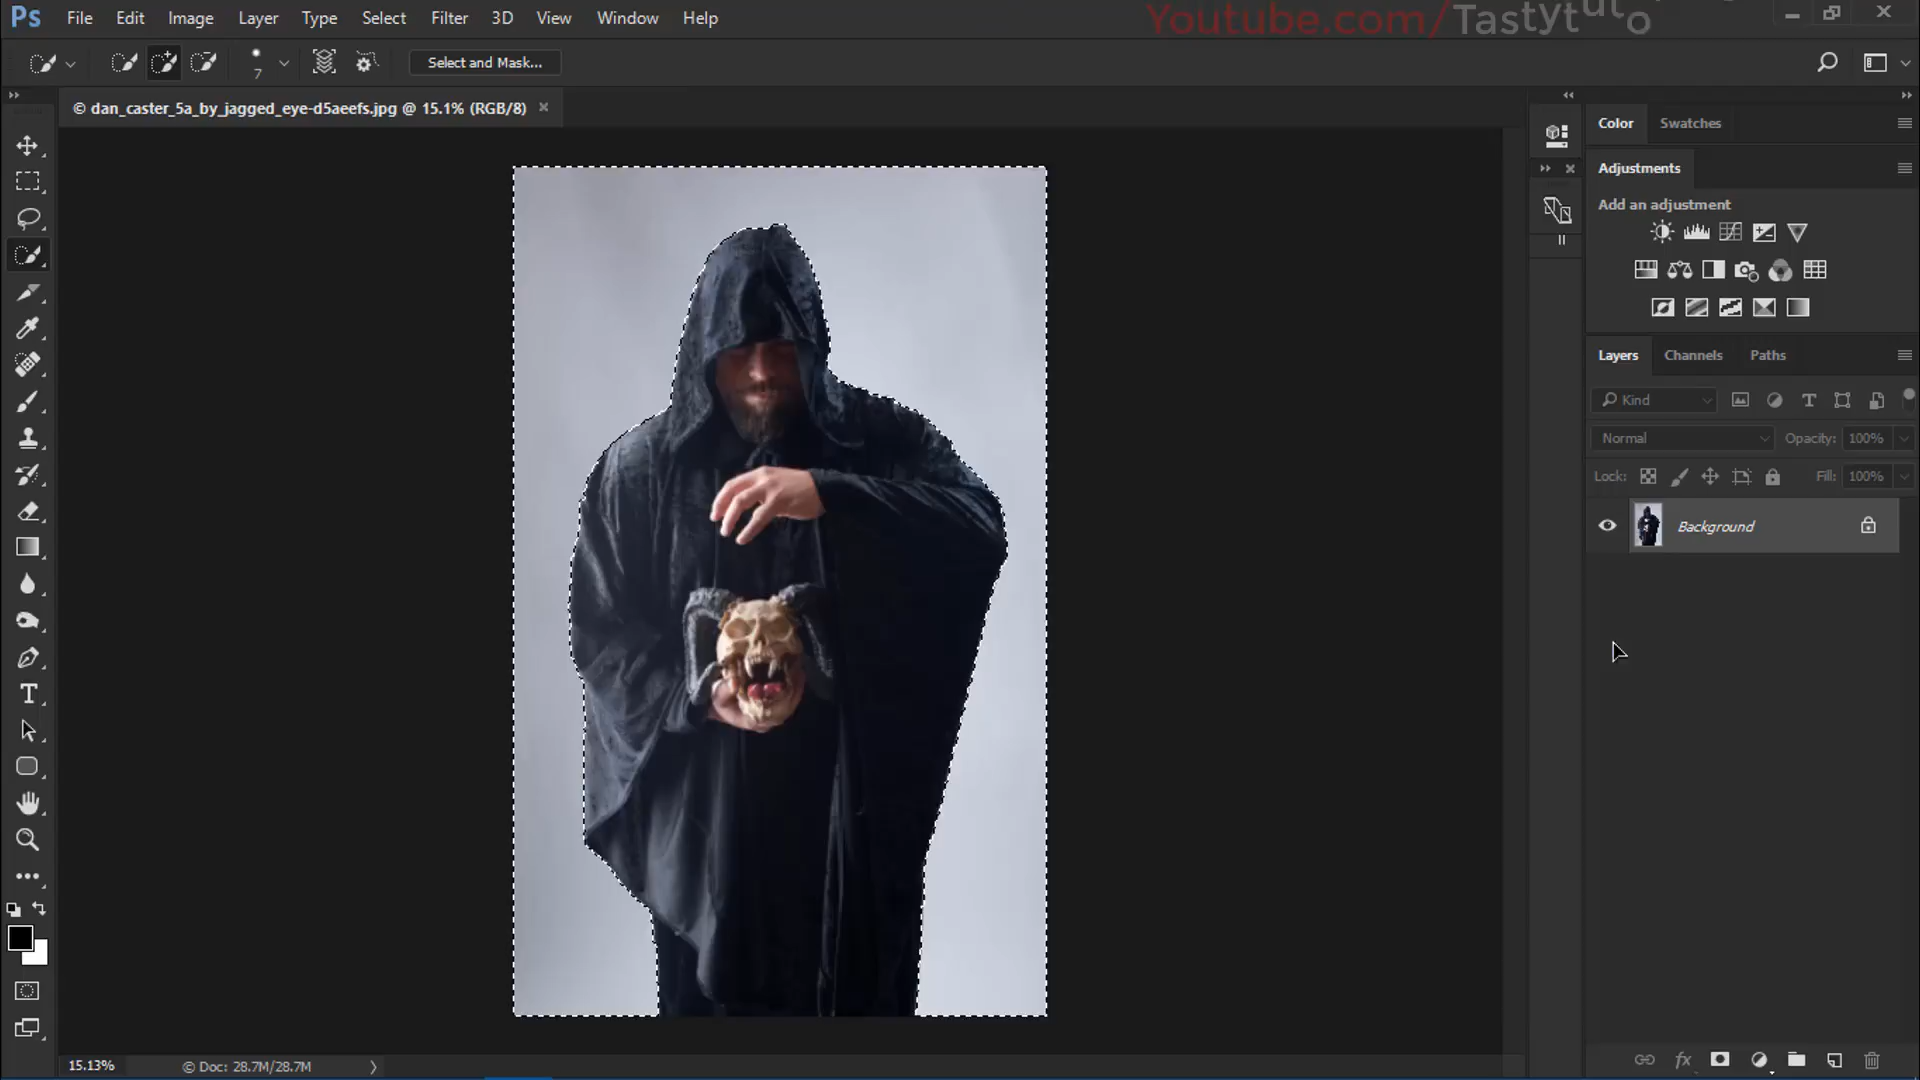 Youtube.com/Tastytuto
Ps File Edit Image Layer Type Select Filter 3D View Window Help
7 Select and Mask...
© dan_caster_5a_by_jagged_eye-d5aeefs.jpg @ 15.1% (RGB/8)
Color Swatches
Adjustments
Add an adjustment
Layers Channels Paths
Kind
Normal Opacity: 100%
Lock: Fill: 100%
Background
15.13% © Doc: 28.7M/28.7M